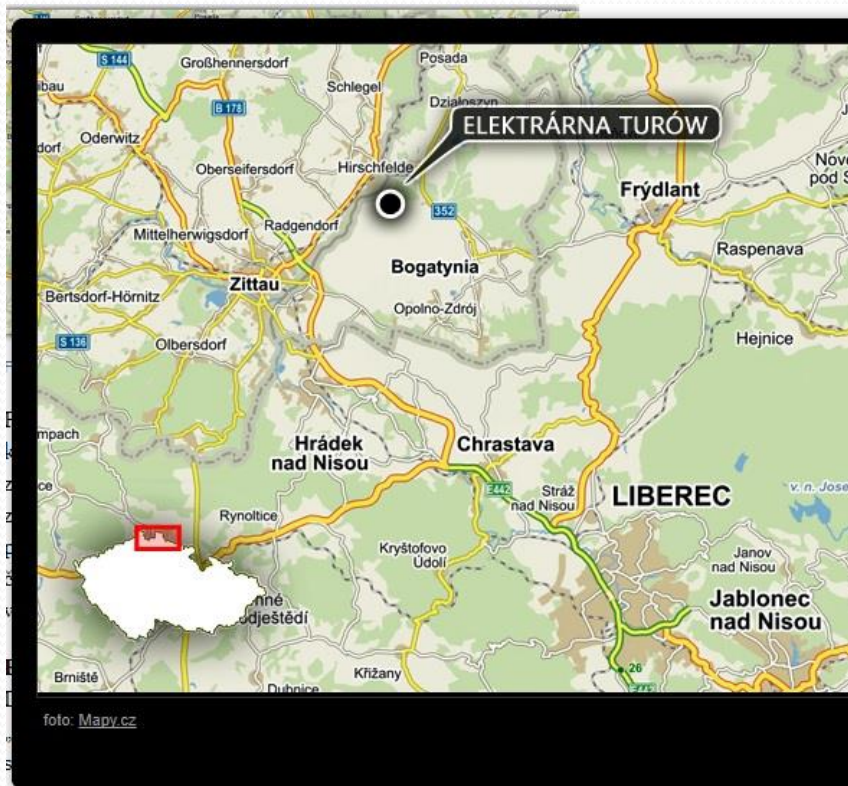 S 144
Großhennersdorf
Posada
Schlegel
Działoszyn
ELEKTRÁRNA TURÓW
B 178
Oderwitz
Oberseifersdorf
Hirschfelde
Frýdlant
352
Radgendorf
Mittelherwigsdorf
Raspenava
Bogatynia
Zittau
Bertsdorf-Hörnitz
Opolno-Zdrój
Hejnice
S 136
Olbersdorf
Hrádek
nad Nisou
Chrastava
E442
Stráž
nad Nisou
LIBEREC
Rynoltice
Kryštofovo
Údolí
Janov
nad Nisou
Jablonec
nad Nisou
26
Brniště
Křižany
foto: Mapy.cz